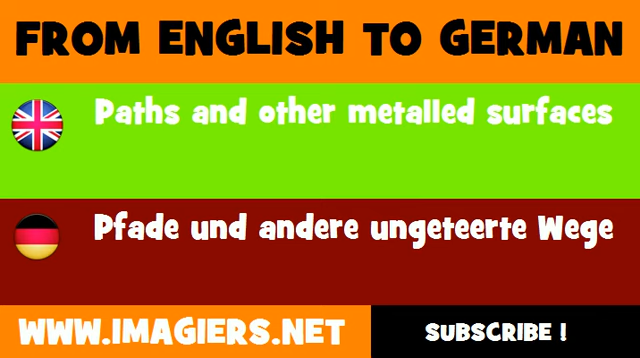 FROM ENGLISH TO GERMAN
Paths and other metalled surfaces
Pfade und andere ungeteerte Wege
WWW.IMAGIERS.NET
SUBSCRIBE !